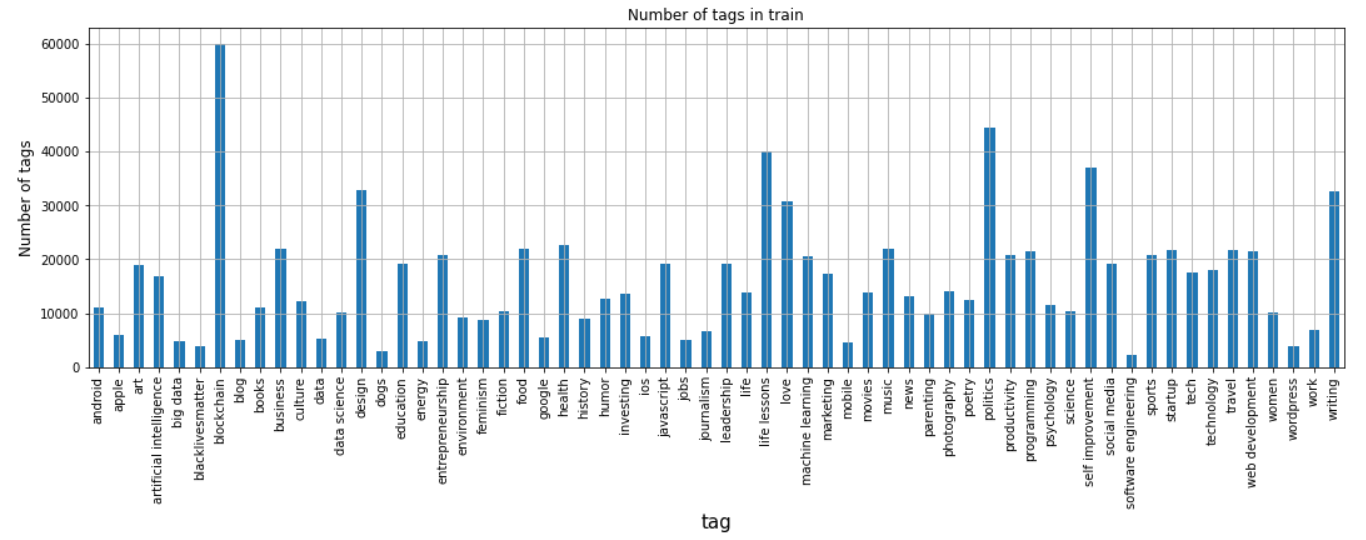 Number of tags in train
Number of tags
60000
50000
40000
30000
20000
10000
0
android
apple
art
artificial intelligence
big data
blacklivesmatter
blockchain
blog
books
business
culture
data
data science
design
dogs
education
energy
entrepreneurship
environment
feminism
fiction
food
google
health
history
humor
investing
ios
javascript
jobs
journalism
leadership
life
life lessons
love
machine learning
marketing
mobile
movies
music
news
parenting
photography
poetry
politics
productivity
programming
psychology
science
self improvement
social media
software engineering
sports
startup
tech
technology
travel
web development
women
wordpress
work
writing
tag